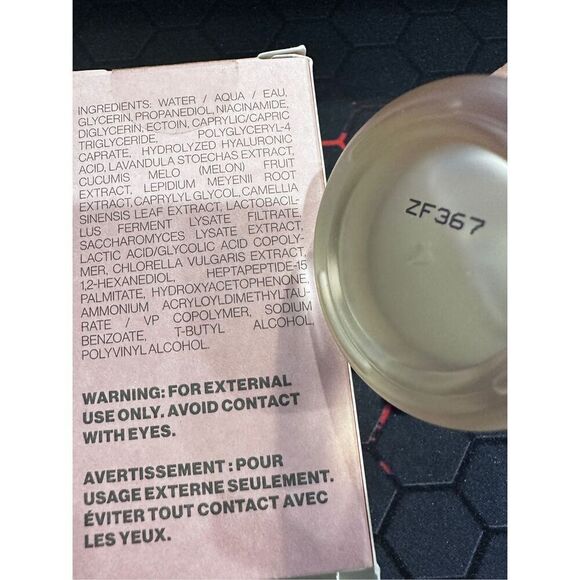 INGREDIENTS: WATER / AQUA / EAU,
GLYCERIN, PROPANEDIOL, NIACINAMIDE,
DIGLYCERIN, ECTOIN, CAPRYLIC/CAPRIC
TRIGLYCERIDE, POLYGLYCERYL-4
CAPRATE, HYDROLYZED HYALURONIC
ACID, LAVANDULA STOECHAS EXTRACT,
CUCUMIS MELO (MELON) FRUIT
EXTRACT, LEPIDIUM MEYENII ROOT
EXTRACT, CAPRYLYL GLYCOL, CAMELLIA
SINENSIS LEAF EXTRACT, LACTOBACIL-
LUS FERMENT LYSATE FILTRATE,
SACCHAROMYCES LYSATE EXTRACT,
LACTIC ACID/GLYCOLIC ACID COPOLY-
MER, CHLORELLA VULGARIS EXTRACT,
1,2-HEXANEDIOL, HEPTAPEPTIDE-15
PALMITATE, HYDROXYACETOPHENONE,
AMMONIUM ACRYLOYLDIMETHYLTAU-
RATE / VP COPOLYMER, SODIUM
BENZOATE, T-BUTYL ALCOHOL,
POLYVINYL ALCOHOL.
WARNING: FOR EXTERNAL
USE ONLY. AVOID CONTACT
WITH EYES.
AVERTISSEMENT : POUR
USAGE EXTERNE SEULEMENT.
ÉVITER TOUT CONTACT AVEC
LES YEUX.
ZF367